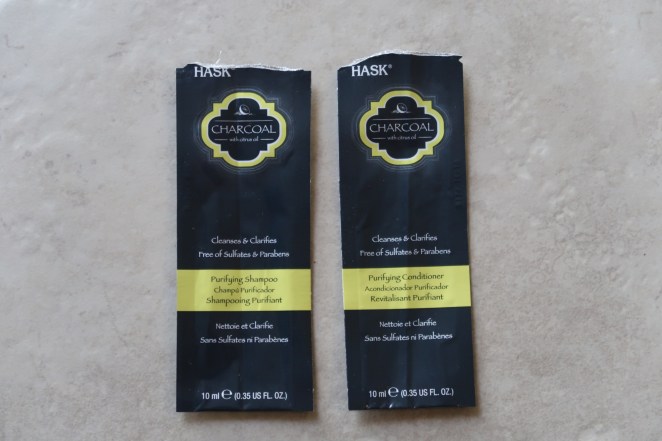 HASK
CHARCOAL
with citrus oil
Cleanses & Clarifies
Free of Sulfates & Parabens
Purifying Shampoo
Champú Purificador
Shampooing Purifiant
Nettoie et Clarifie
Sans Sulfates ni Parabènes
10 ml ℮ (0.35 US FL. OZ.)
HASK®
CHARCOAL
with citrus oil
Cleanses & Clarifies
Free of Sulfates & Parabens
Purifying Conditioner
Acondicionador Purificador
Revitalisant Purifiant
Nettoie et Clarifie
Sans Sulfates ni Parabènes
10 ml ℮ (0.35 US FL. OZ.)